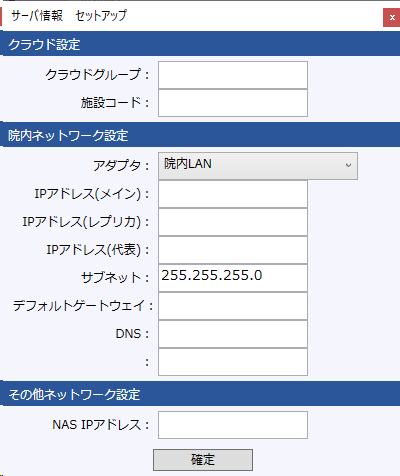 サーバ情報　セットアップ
x
クラウド設定
クラウドグループ :
施設コード :
院内ネットワーク設定
アダプタ : 院内LAN
IPアドレス(メイン) :
IPアドレス(レプリカ) :
IPアドレス(代表) :
サブネット : 255.255.255.0
デフォルトゲートウェイ :
DNS :
:
その他ネットワーク設定
NAS IPアドレス :
確定